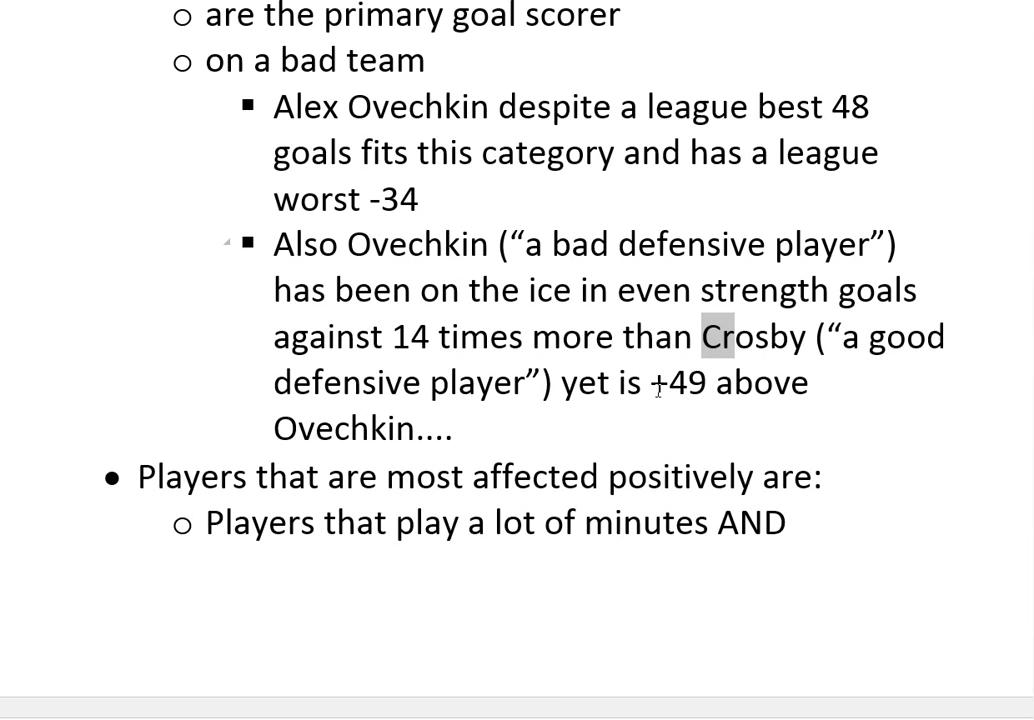 o are the primary goal scorer
o on a bad team
▪ Alex Ovechkin despite a league best 48
goals fits this category and has a league
worst -34
▪ Also Ovechkin (“a bad defensive player”)
has been on the ice in even strength goals
against 14 times more than Crosby (“a good
defensive player”) yet is +49 above
Ovechkin....
• Players that are most affected positively are:
o Players that play a lot of minutes AND